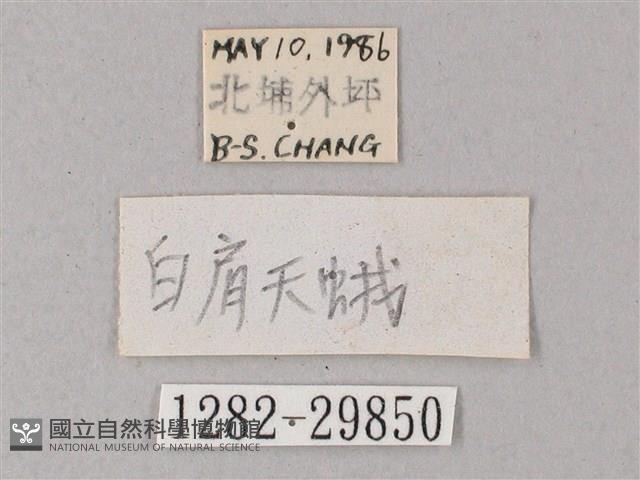 MAY 10, 1986
北埔外坪
B-S. CHANG
白肩天蛾
1282-29850
國立自然科學博物館
NATIONAL MUSEUM OF NATURAL SCIENCE